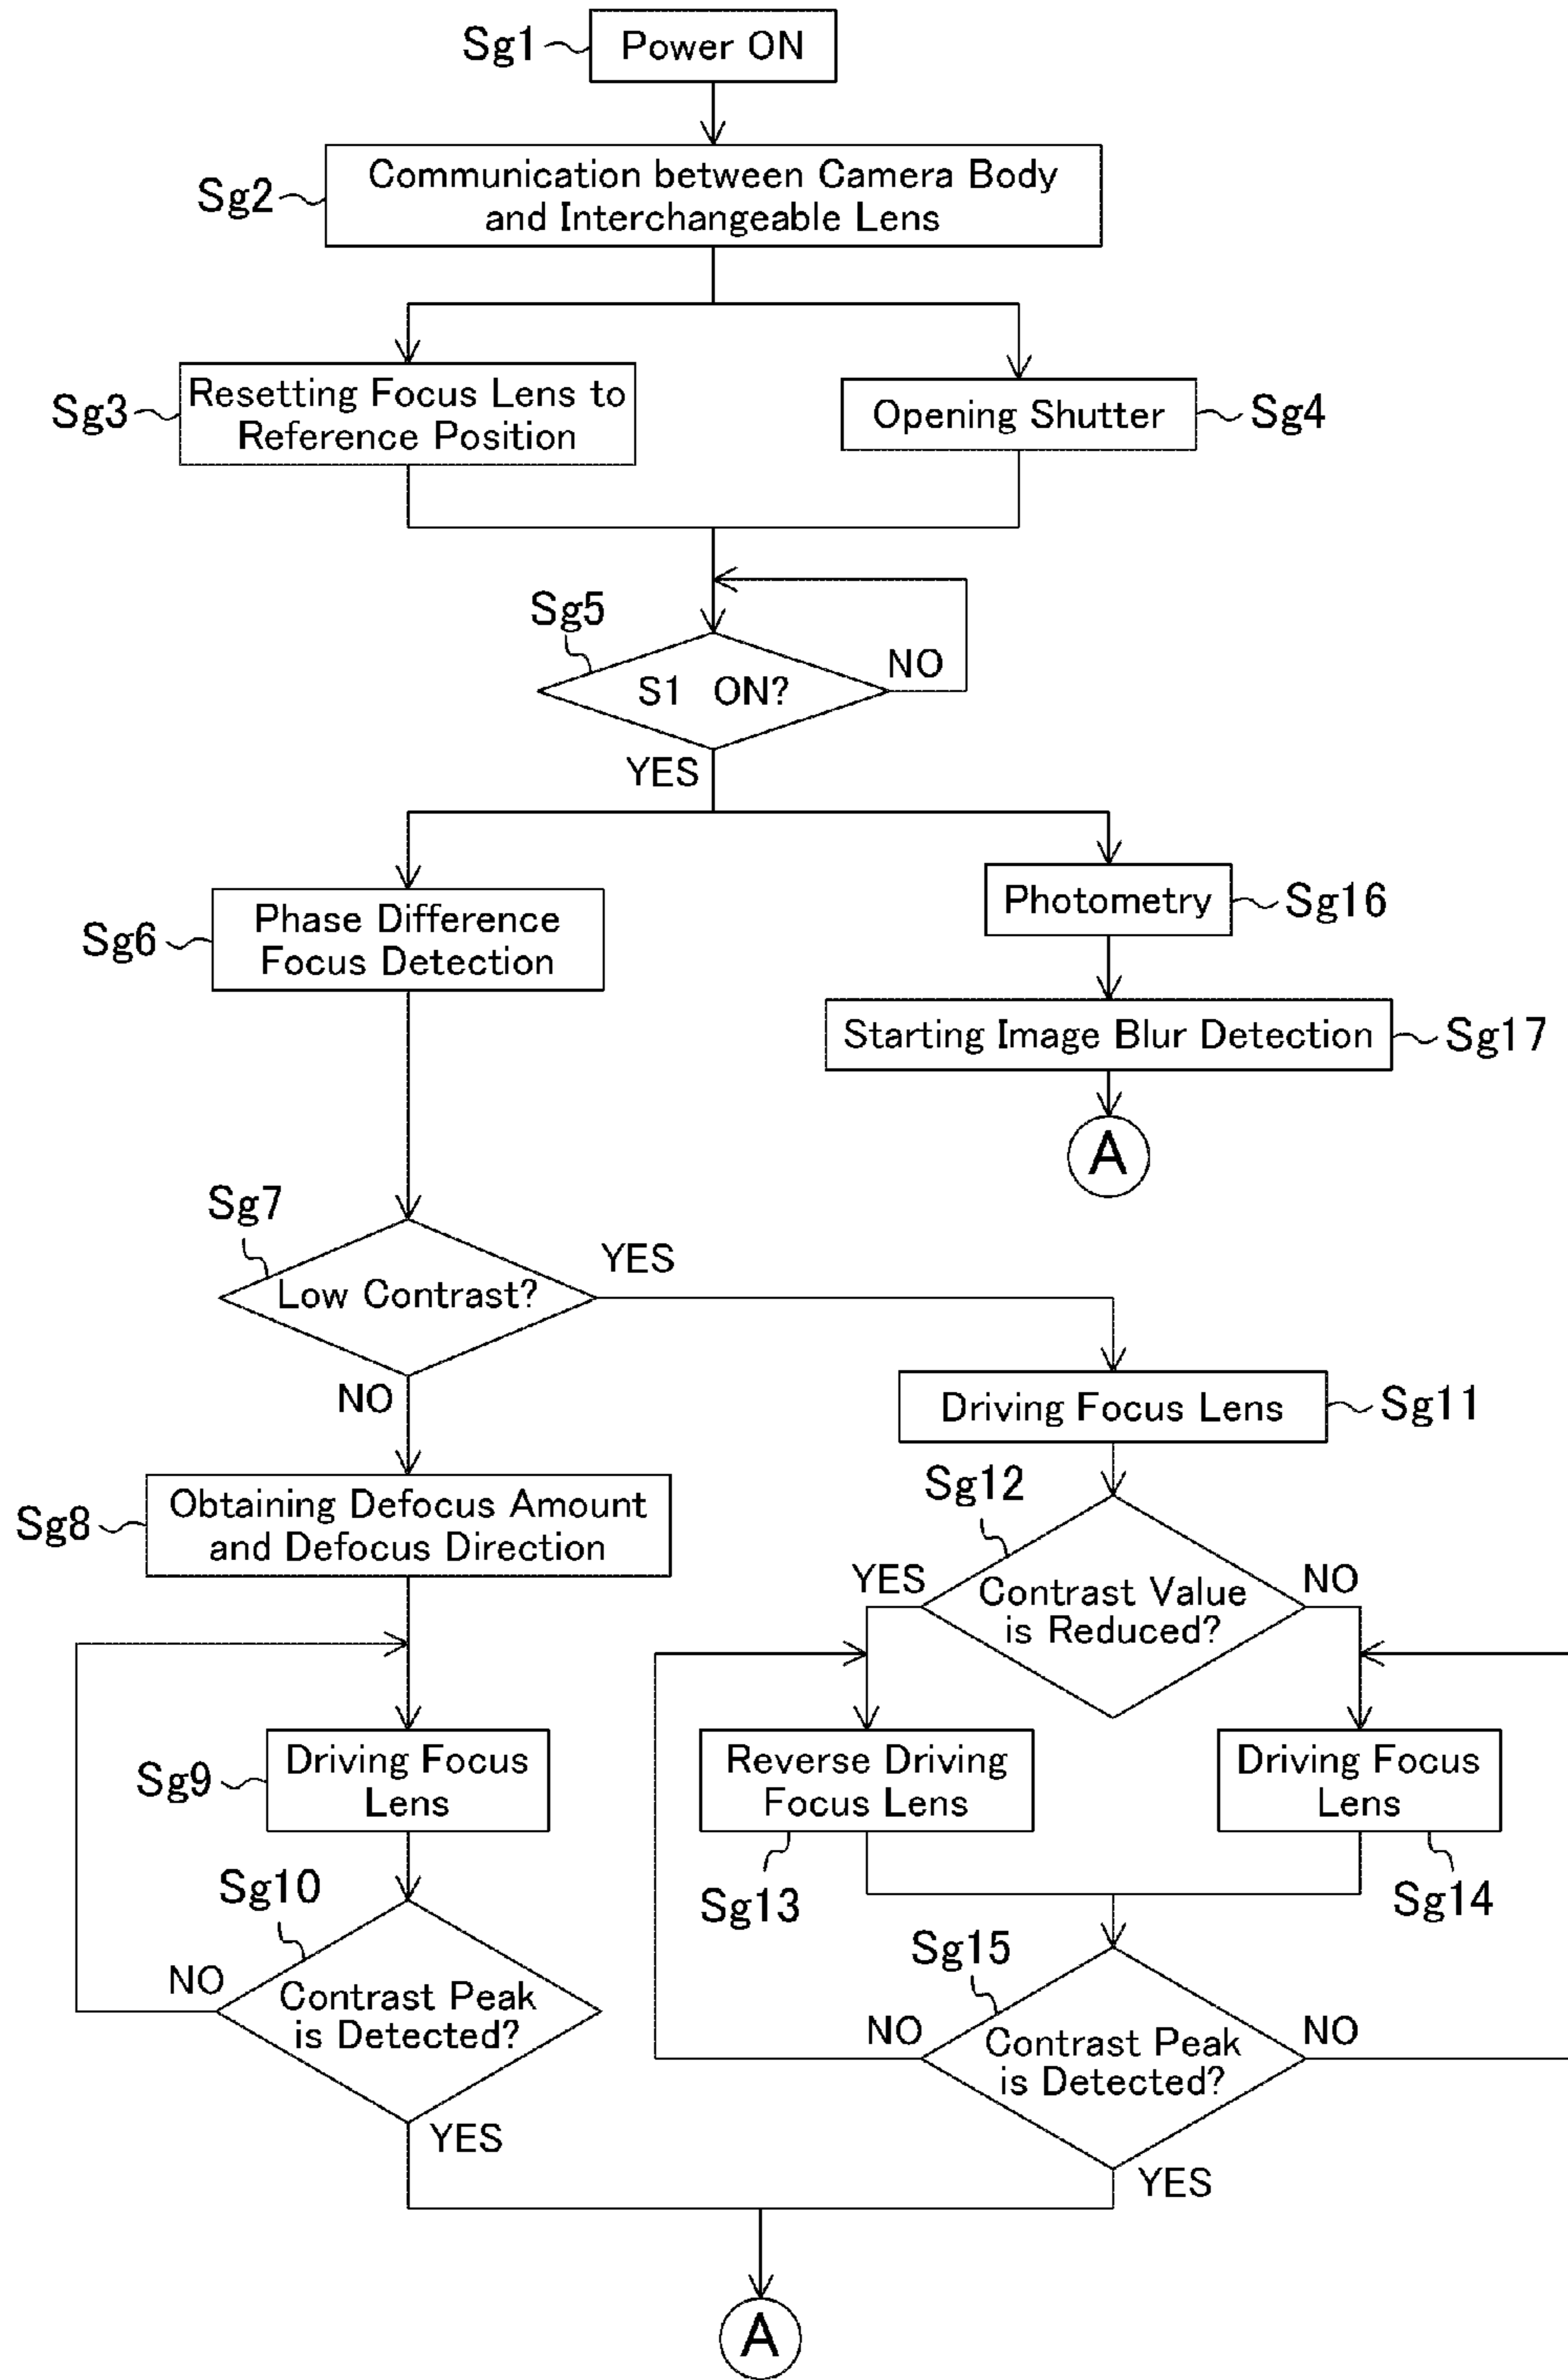 Sg1
Power ON
Sg2
Communication between Camera Body
and Interchangeable Lens
Sg3
Resetting Focus Lens to
Reference Position
Opening Shutter
Sg4
Sg5
S1 ON?
NO
YES
Sg6
Phase Difference
Focus Detection
Photometry
Sg16
Starting Image Blur Detection
Sg17
A
Sg7
Low Contrast?
YES
NO
Driving Focus Lens
Sg11
Sg8
Obtaining Defocus Amount
and Defocus Direction
Sg12
Contrast Value
is Reduced?
YES
NO
Sg9
Driving Focus
Lens
Reverse Driving
Focus Lens
Sg13
Driving Focus
Lens
Sg14
Sg10
Contrast Peak
is Detected?
NO
YES
Sg15
Contrast Peak
is Detected?
NO
NO
YES
A